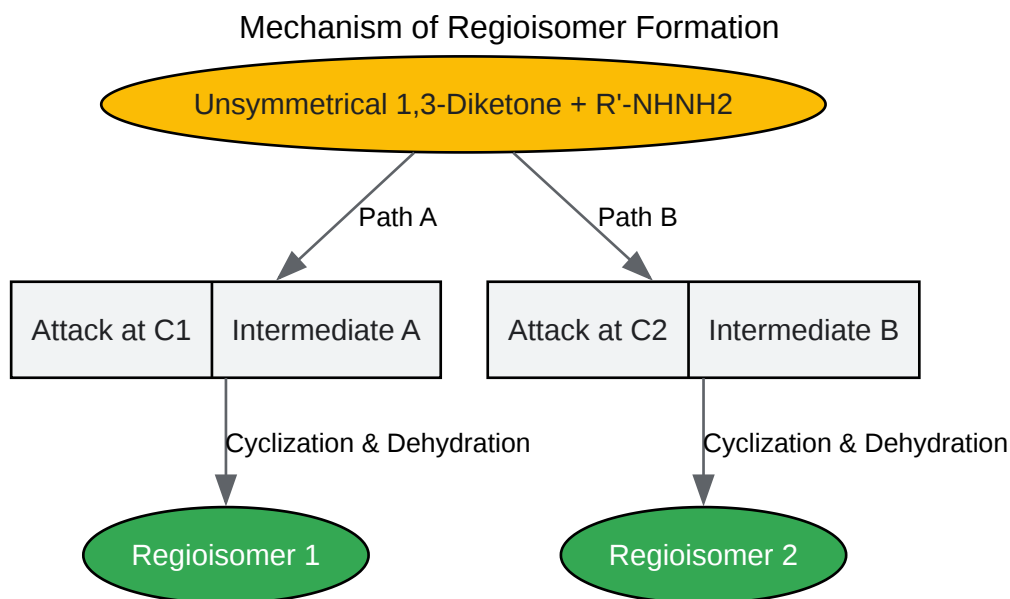 Mechanism of Regioisomer Formation
Unsymmetrical 1,3-Diketone + R'-NHNH2
Path A
Path B
Attack at C1
Intermediate A
Attack at C2
Intermediate B
Cyclization & Dehydration
Cyclization & Dehydration
Regioisomer 1
Regioisomer 2